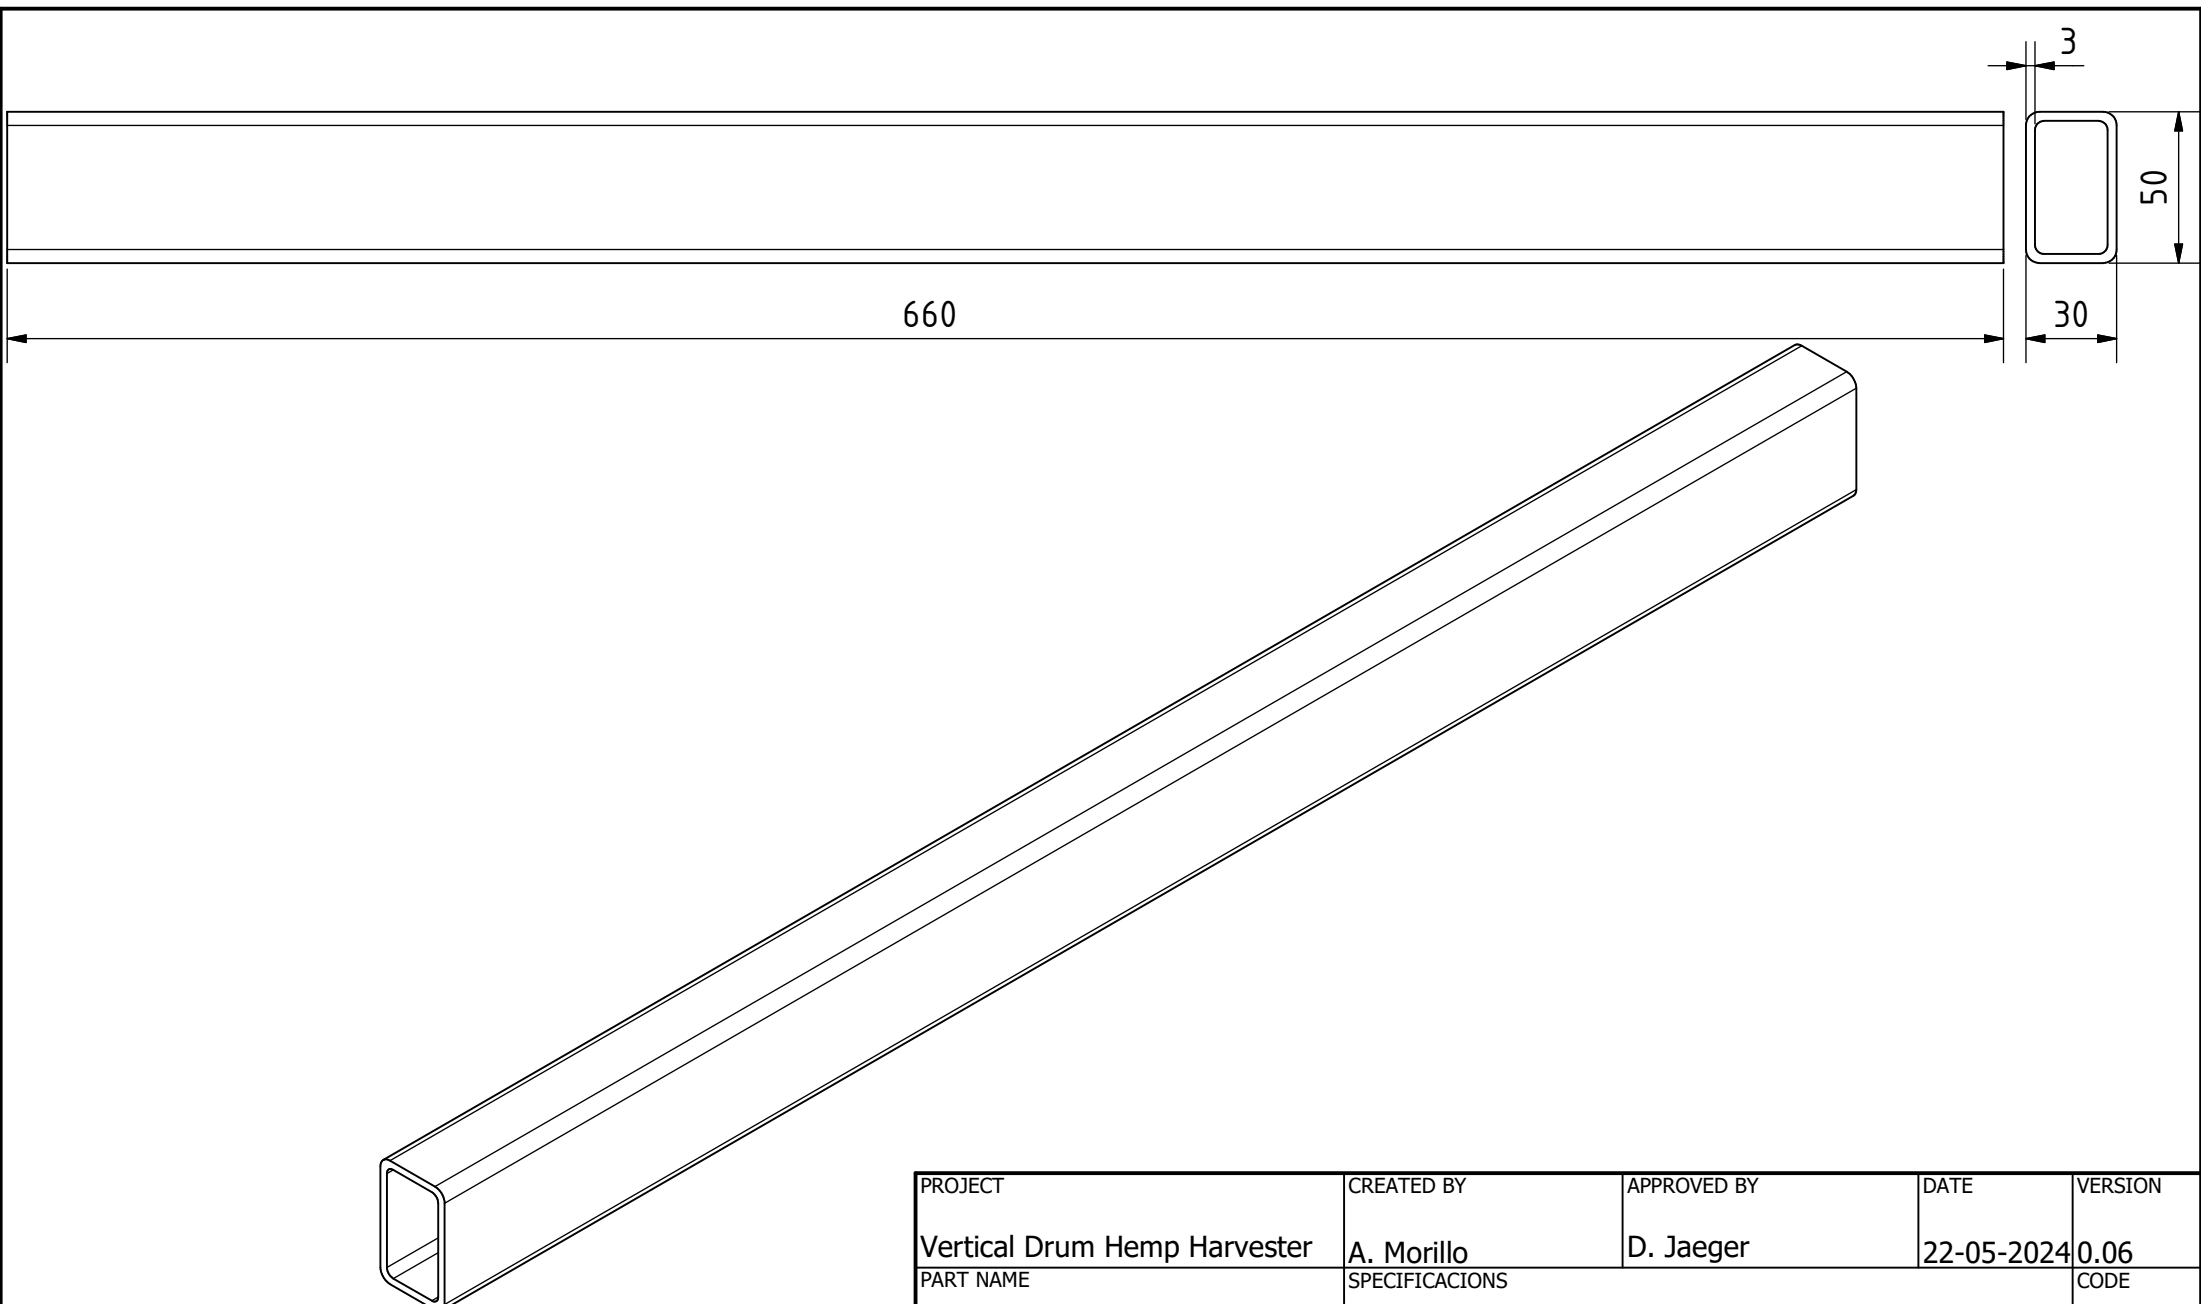 3
50
660
30
PROJECT
CREATED BY
APPROVED BY
DATE
VERSION
Vertical Drum Hemp Harvester
A. Morillo
D. Jaeger
22-05-2024
0.06
PART NAME
SPECIFICACIONS
CODE